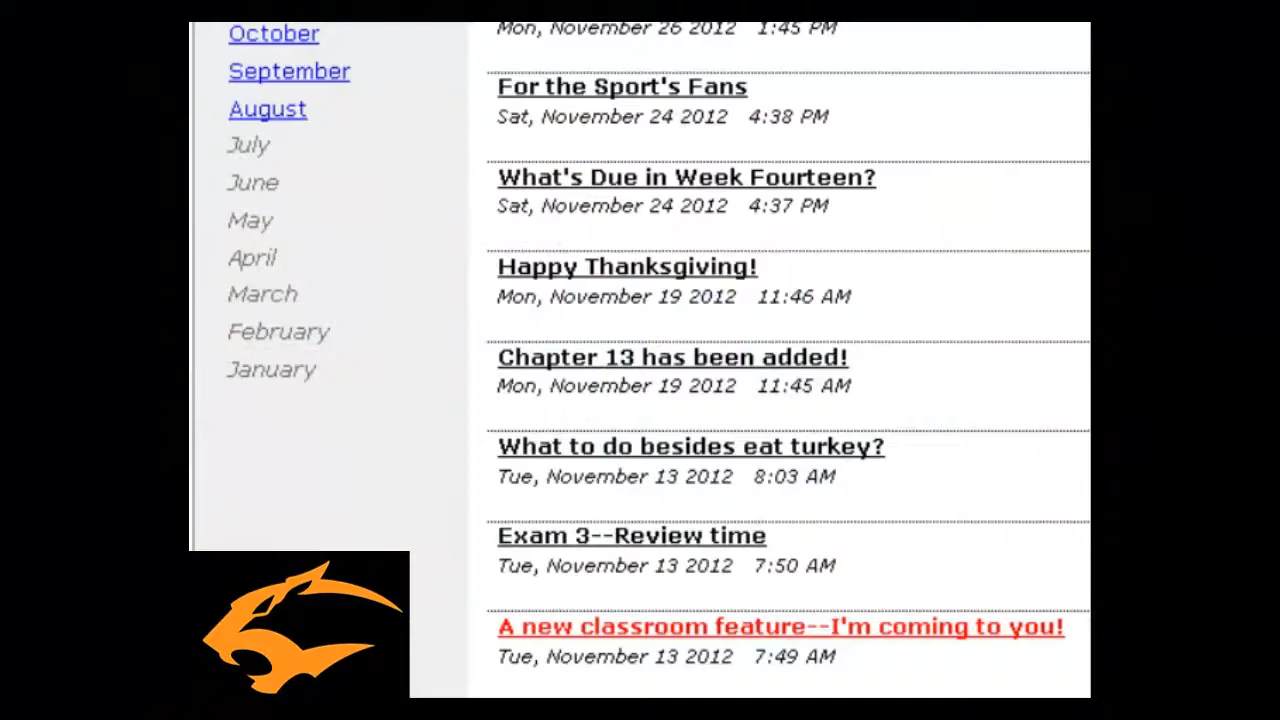 October
September
August
July
June
May
April
March
February
January
Mon, November 26 2012 1:45 PM
For the Sport's Fans
Sat, November 24 2012 4:38 PM
What's Due in Week Fourteen?
Sat, November 24 2012 4:37 PM
Happy Thanksgiving!
Mon, November 19 2012 11:46 AM
Chapter 13 has been added!
Mon, November 19 2012 11:45 AM
What to do besides eat turkey?
Tue, November 13 2012 8:03 AM
Exam 3--Review time
Tue, November 13 2012 7:50 AM
A new classroom feature--I'm coming to you!
Tue, November 13 2012 7:49 AM